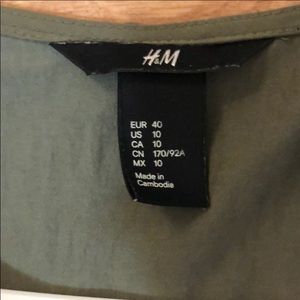 H&M
EUR 40
US 10
CA 10
CN 170/92A
MX 10
Made in
Cambodia